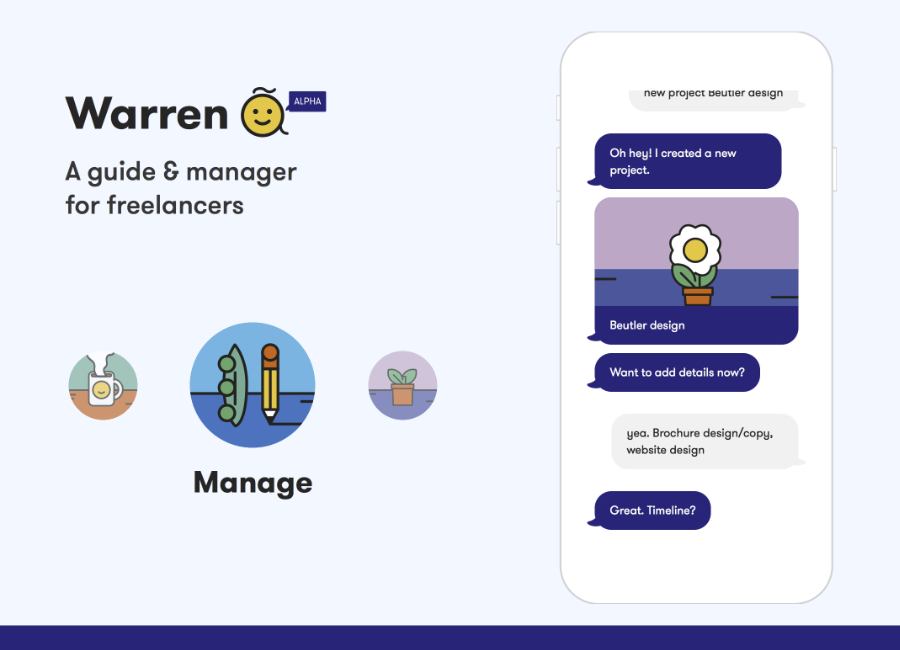 Warren
ALPHA
A guide & manager
for freelancers
Manage
new project Beutler design
Oh hey! I created a new
project.
Beutler design
Want to add details now?
yea. Brochure design/copy,
website design
Great. Timeline?